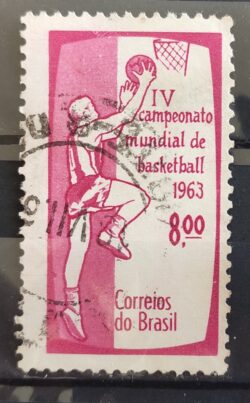 IV
campeonato
mundial de
basketball
1963
8,00
Correios
do Brasil